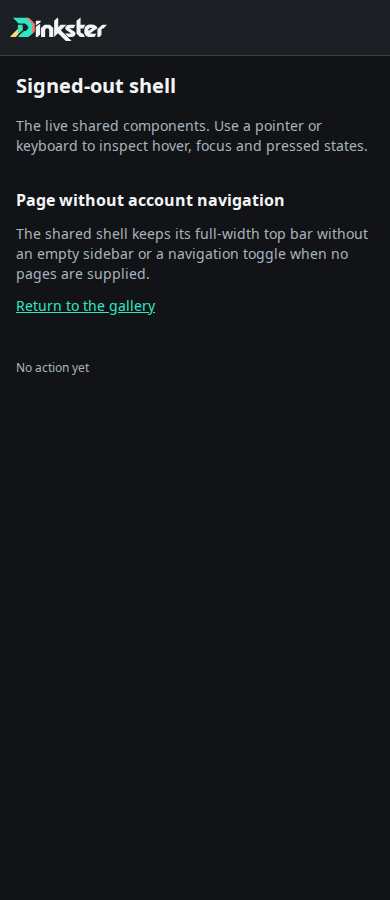 Dinkster
Signed-out shell
The live shared components. Use a pointer or
keyboard to inspect hover, focus and pressed states.
Page without account navigation
The shared shell keeps its full-width top bar without
an empty sidebar or a navigation toggle when no
pages are supplied.
Return to the gallery
No action yet